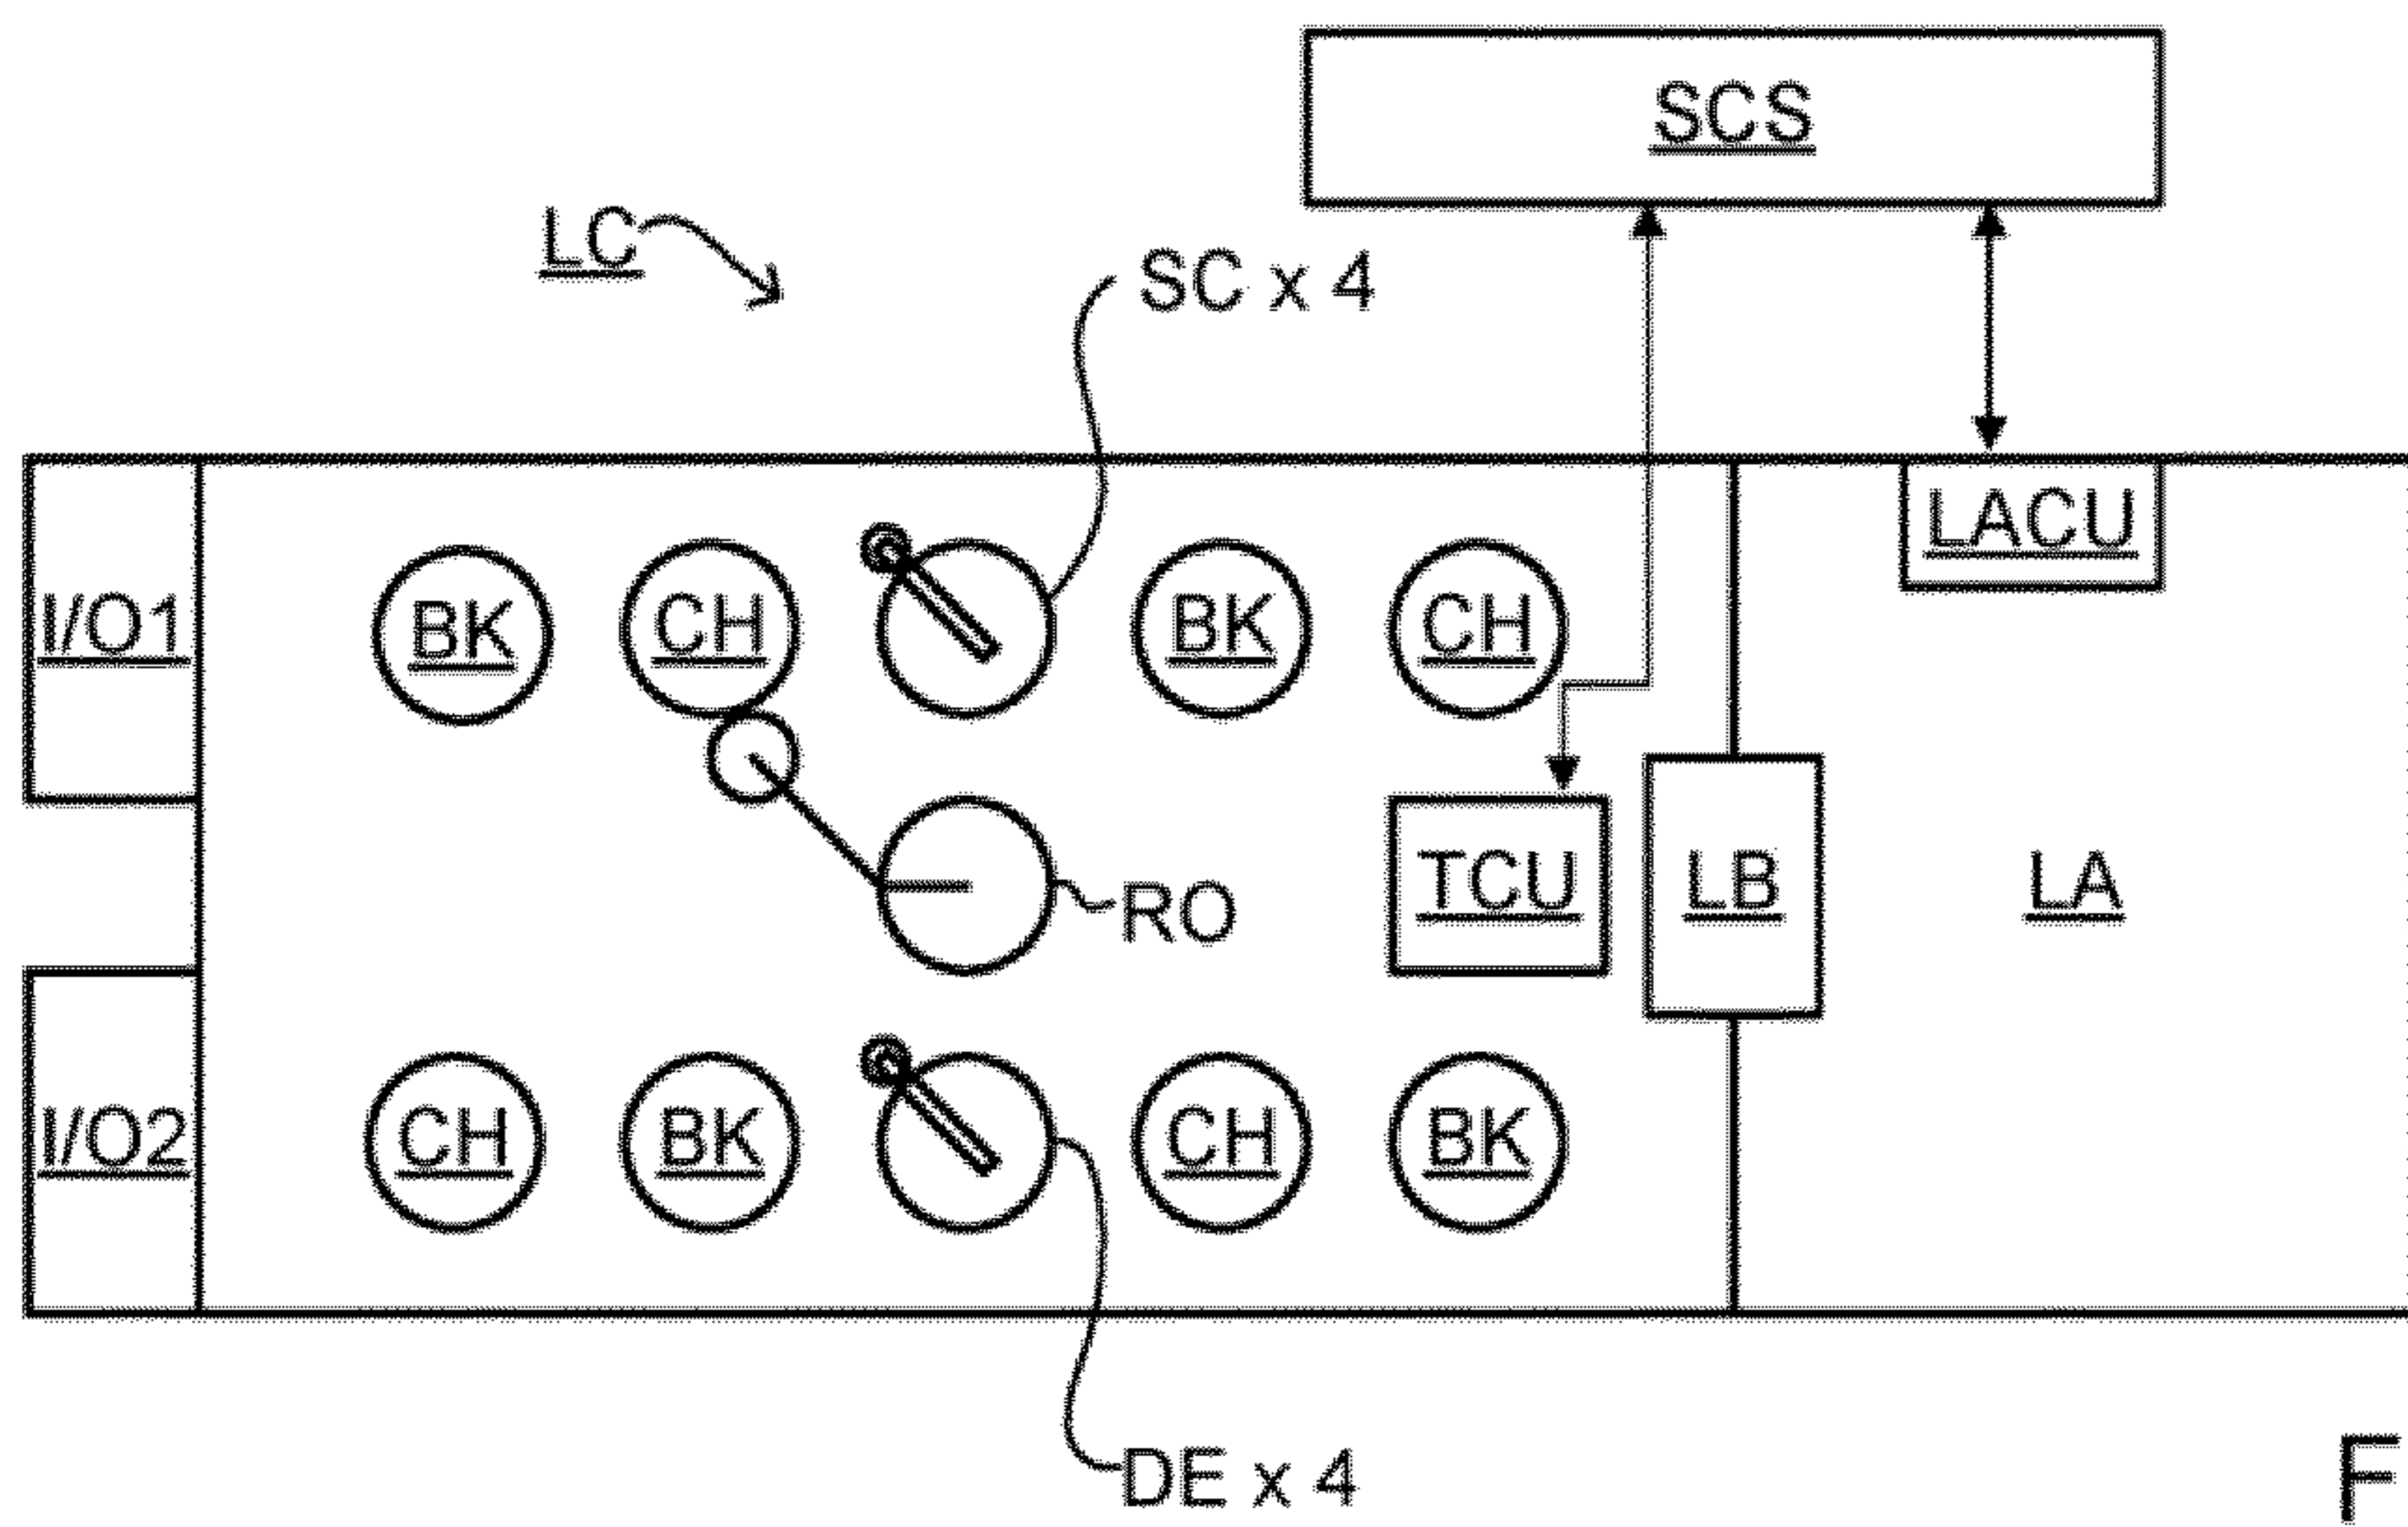 SCS
LC
SC x 4
LACU
I/O1
BK
CH
BK
CH
RO
TCU
LB
LA
I/O2
CH
BK
CH
BK
DE x 4
F